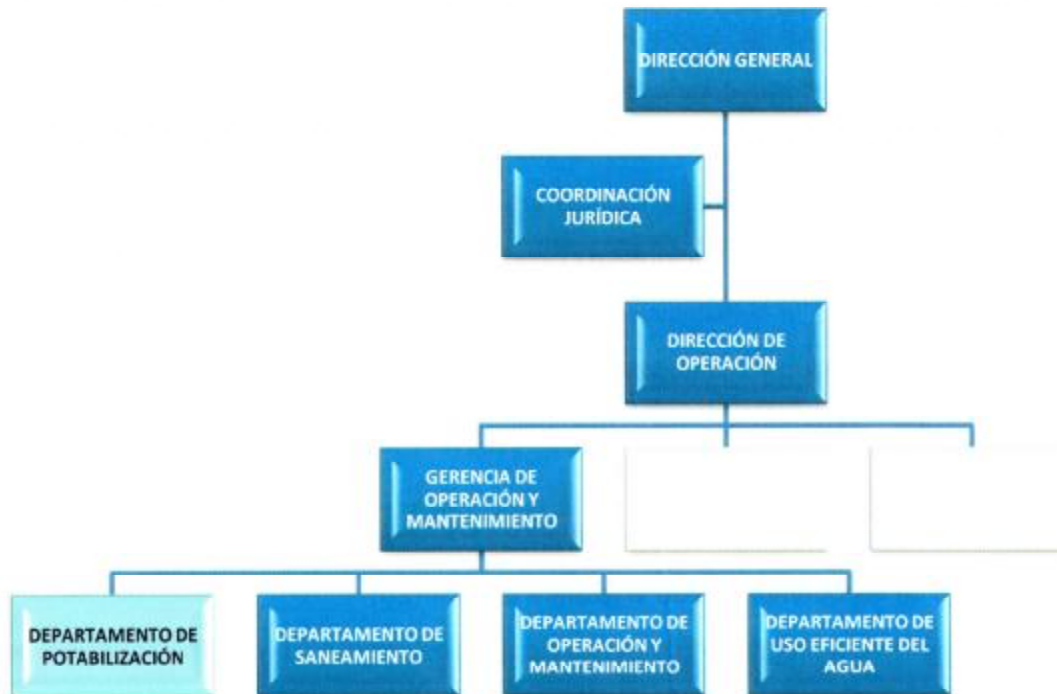 DIRECCIÓN GENERAL
COORDINACIÓN
JURÍDICA
DIRECCIÓN DE
OPERACIÓN
GERENCIA DE
OPERACIÓN Y
MANTENIMIENTO
DEPARTAMENTO DE
POTABILIZACIÓN
DEPARTAMENTO DE
SANEAMIENTO
DEPARTAMENTO DE
OPERACIÓN Y
MANTENIMIENTO
DEPARTAMENTO DE
USO EFICIENTE DEL
AGUA